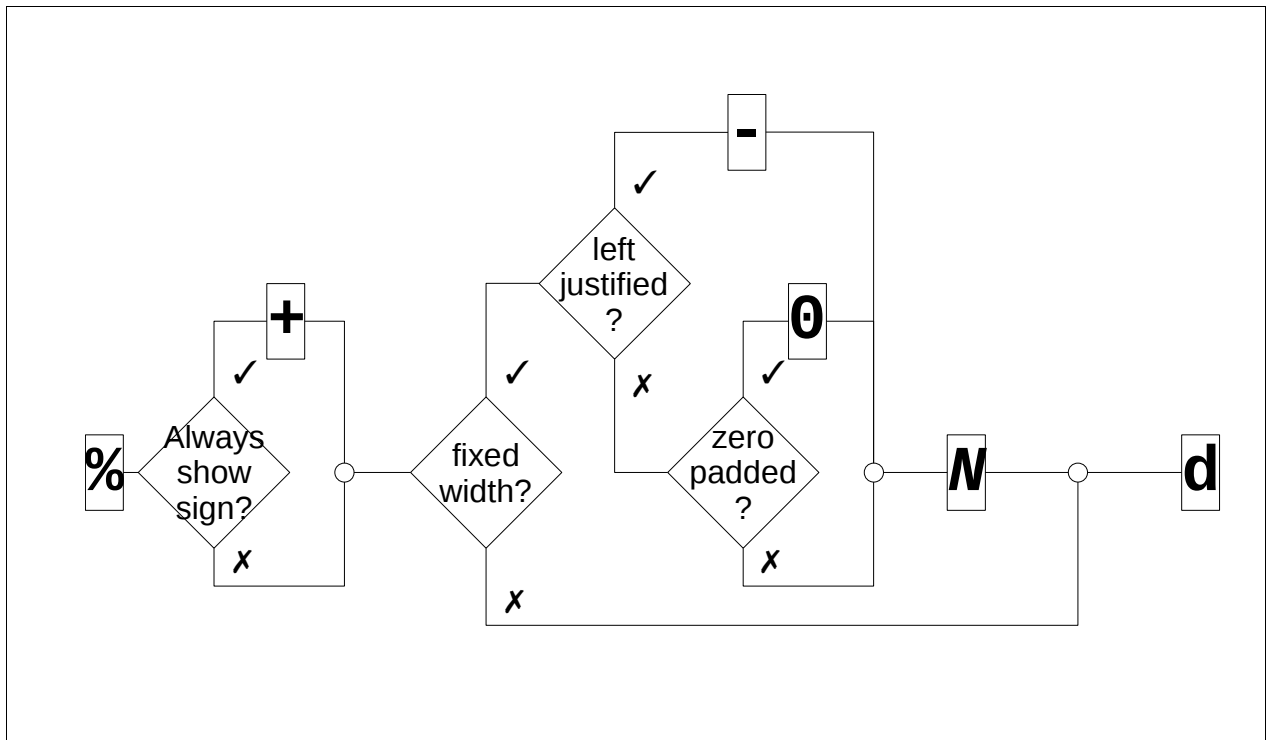 -
✓
left
justified
?
+
0
✓
✓
✓
✗
%
Always
show
sign?
fixed
width?
zero
padded
?
N
d
✗
✗
✗